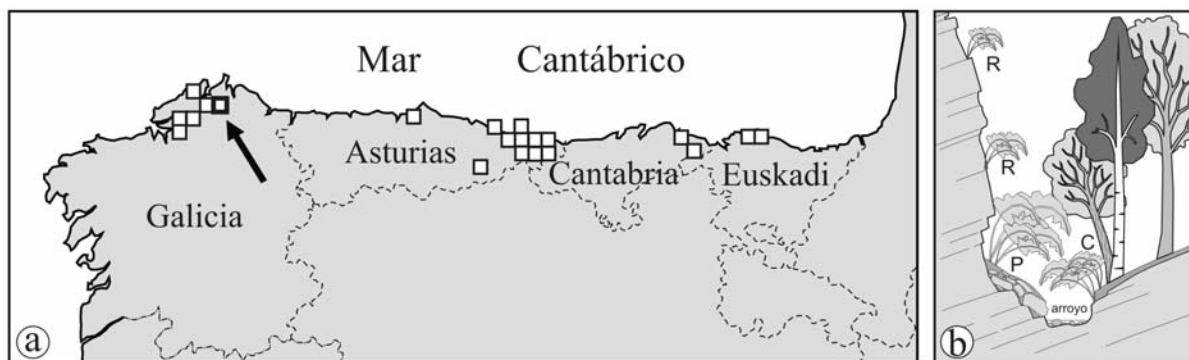 Mar Cantábrico
Asturias
Cantabria
Euskadi
Galicia
a
R
R
C
P
arroyo
b